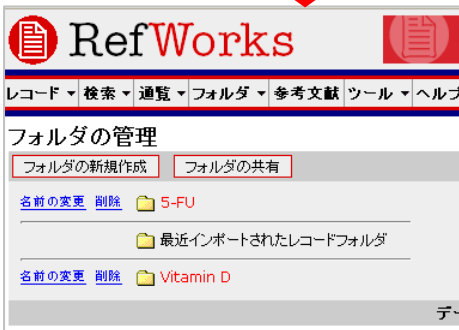 RefWorks
レコード 検索 通覧 フォルダ 参考文献 ツール ヘルプ
フォルダの管理
フォルダの新規作成 フォルダの共有
名前の変更 削除 5-FU
最近インポートされたレコードフォルダ
名前の変更 削除 Vitamin D
デー